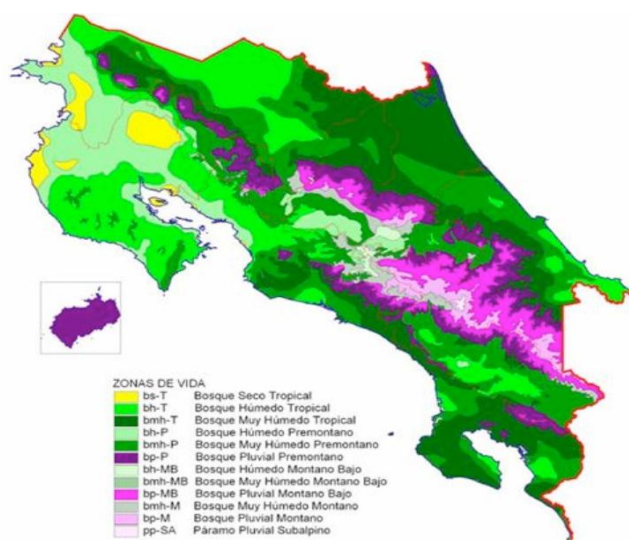 ZONAS DE VIDA
bs-T Bosque Seco Tropical
bh-T Bosque Húmedo Tropical
bmh-T Bosque Muy Húmedo Tropical
bh-P Bosque Húmedo Premontano
bmh-P Bosque Muy Húmedo Premontano
bp-P Bosque Pluvial Premontano
bh-MB Bosque Húmedo Montano Bajo
bmh-MB Bosque Muy Húmedo Montano Bajo
bp-MB Bosque Pluvial Montano Bajo
bmh-M Bosque Muy Húmedo Montano
bp-M Bosque Pluvial Montano
pp-SA Páramo Pluvial Subalpino